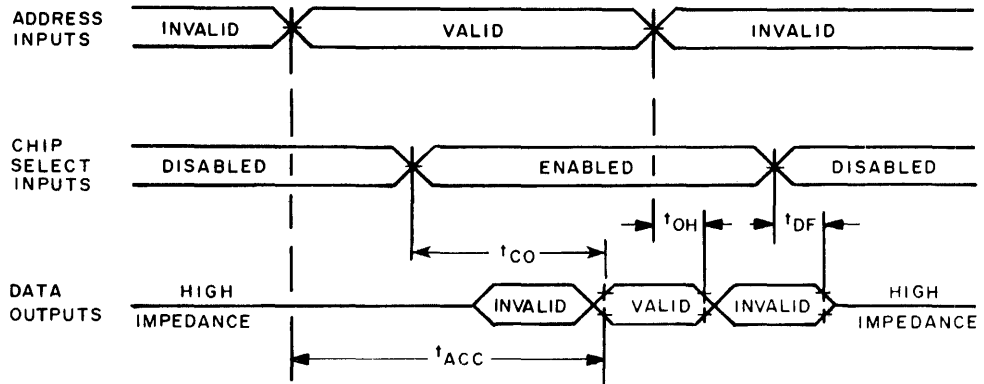 ADDRESS
INPUTS
INVALID
VALID
INVALID
CHIP
SELECT
INPUTS
DISABLED
ENABLED
DISABLED
tOH
tDF
tCO
DATA
OUTPUTS
HIGH
IMPEDANCE
INVALID
VALID
INVALID
HIGH
IMPEDANCE
tACC